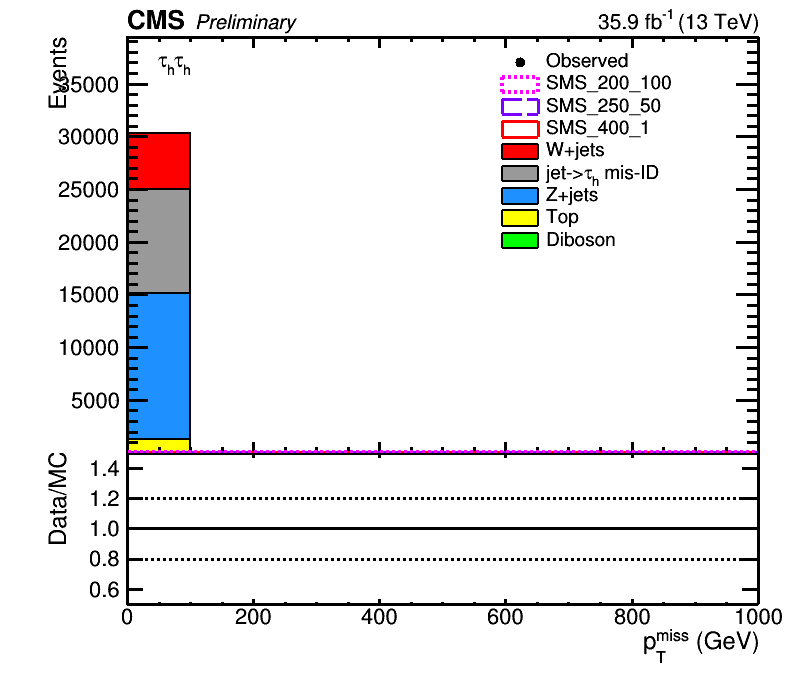 CMS Preliminary 35.9 fb⁻¹ (13 TeV)
Events
τhτh
Observed
SMS_200_100
SMS_250_50
SMS_400_1
W+jets
jet->τh mis-ID
Z+jets
Top
Diboson
35000
30000
25000
20000
15000
10000
5000
Data/MC
1.4
1.2
1.0
0.8
0.6
0 200 400 600 800 1000
pTmiss (GeV)